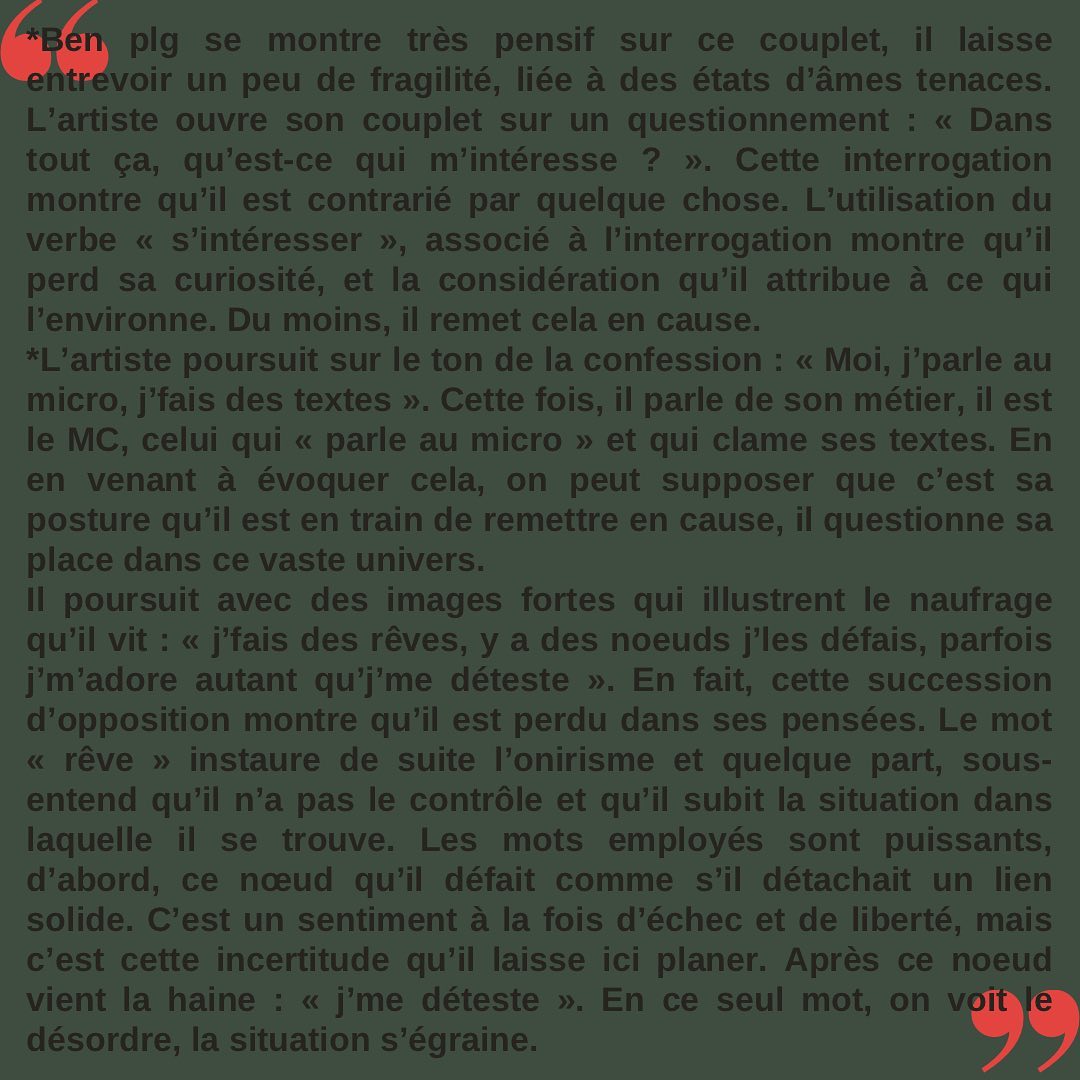 *Ben plg se montre très pensif sur ce couplet, il laisse
entrevoir un peu de fragilité, liée à des états d’âmes tenaces.
L’artiste ouvre son couplet sur un questionnement : « Dans
tout ça, qu’est-ce qui m’intéresse ? ». Cette interrogation
montre qu’il est contrarié par quelque chose. L’utilisation du
verbe « s’intéresser », associé à l’interrogation montre qu’il
perd sa curiosité, et la considération qu’il attribue à ce qui
l’environne. Du moins, il remet cela en cause.
*L’artiste poursuit sur le ton de la confession : « Moi, j’parle au
micro, j’fais des textes ». Cette fois, il parle de son métier, il est
le MC, celui qui « parle au micro » et qui clame ses textes. En
en venant à évoquer cela, on peut supposer que c’est sa
posture qu’il est en train de remettre en cause, il questionne sa
place dans ce vaste univers.
Il poursuit avec des images fortes qui illustrent le naufrage
qu’il vit : « j’fais des rêves, y a des noeuds j’les défais, parfois
j’m’adore autant qu’j’me déteste ». En fait, cette succession
d’opposition montre qu’il est perdu dans ses pensées. Le mot
« rêve » instaure de suite l’onirisme et quelque part, sous-
entend qu’il n’a pas le contrôle et qu’il subit la situation dans
laquelle il se trouve. Les mots employés sont puissants,
d’abord, ce nœud qu’il défait comme s’il détachait un lien
solide. C’est un sentiment à la fois d’échec et de liberté, mais
c’est cette incertitude qu’il laisse ici planer. Après ce noeud
vient la haine : « j’me déteste ». En ce seul mot, on voit le
désordre, la situation s’égraine.